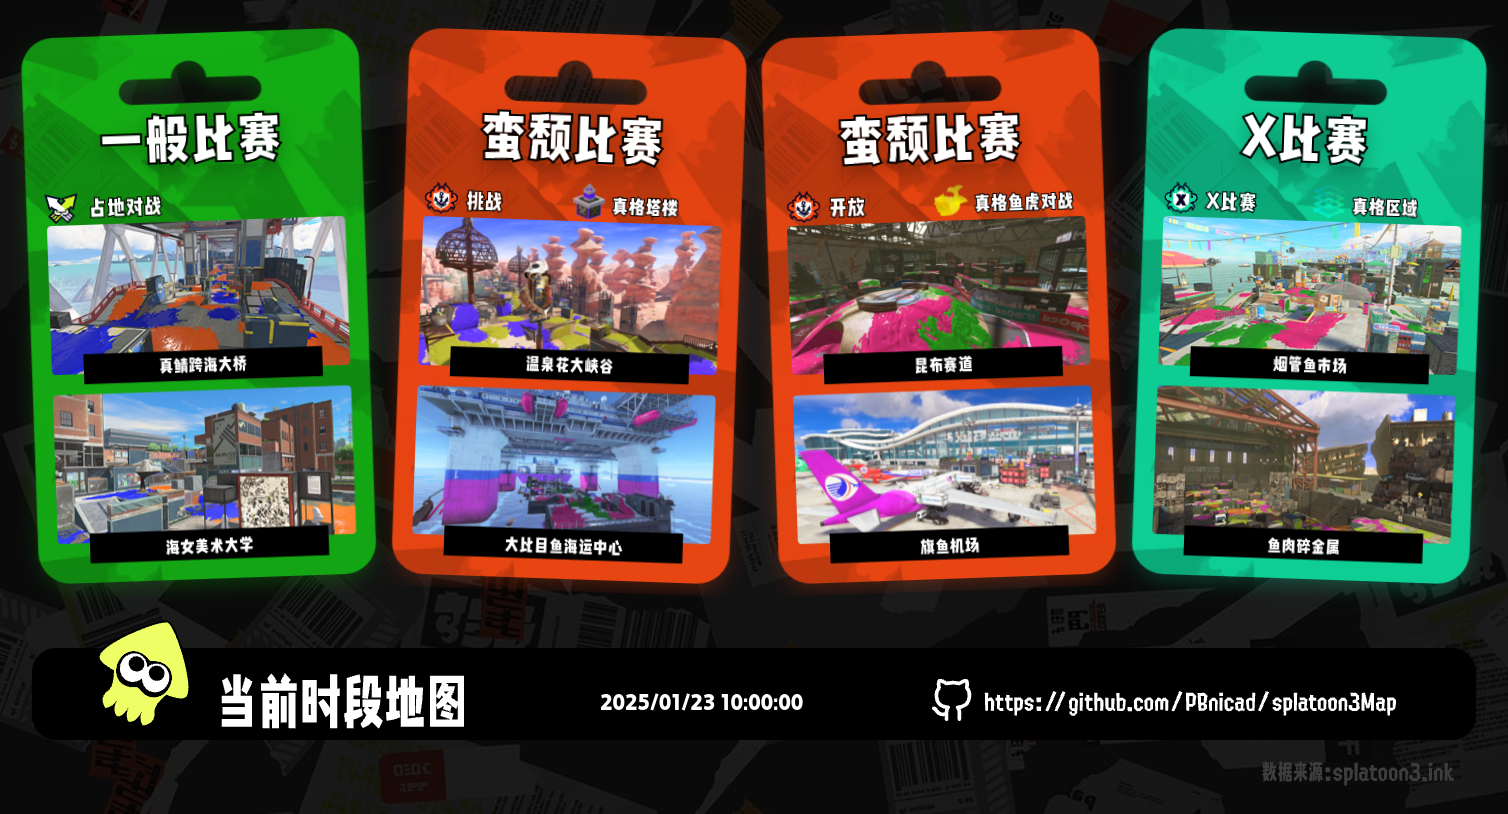 一般比赛
占地对战
真鲭跨海大桥
海女美术大学
蛮颓比赛
挑战
真格塔楼
温泉花大峡谷
大比目鱼海运中心
蛮颓比赛
开放
真格鱼虎对战
昆布赛道
旗鱼机场
X比赛
X比赛
真格区域
烟管鱼市场
鱼肉碎金属
当前时段地图
2025/01/23 10:00:00
https://github.com/PBnicad/splatoon3Map
数据来源:splatoon3.ink